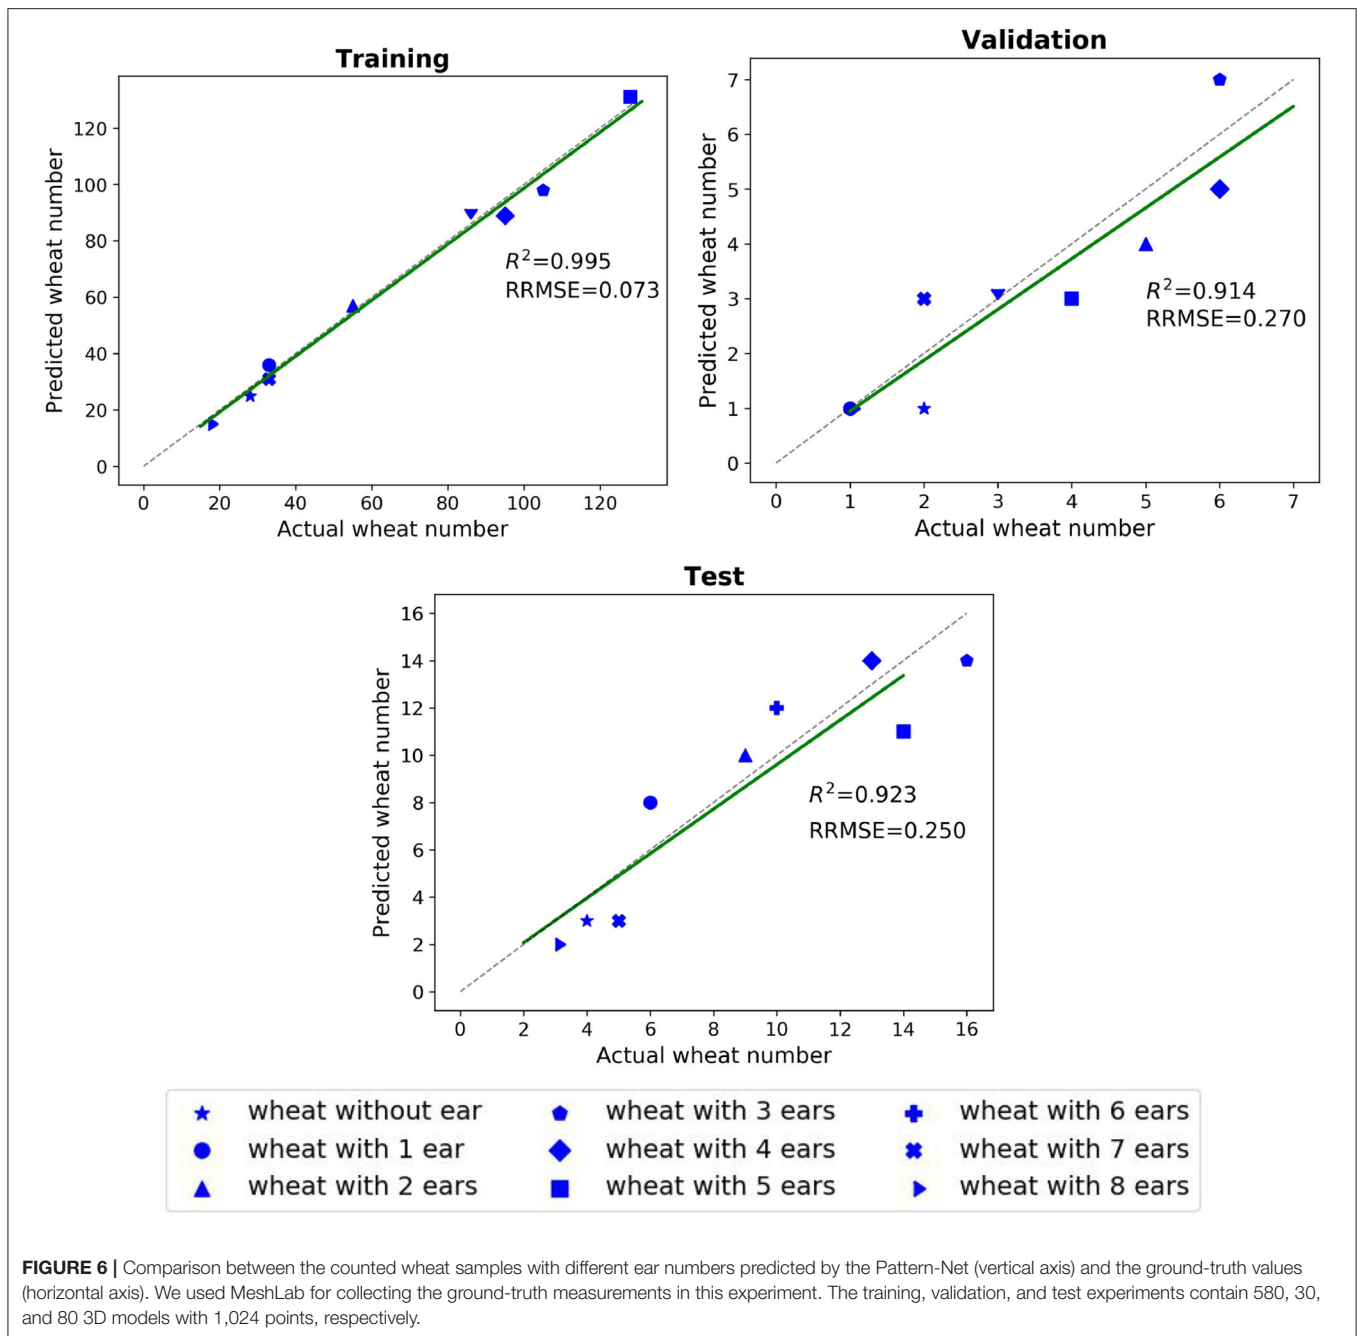 Training
Predicted wheat number
120
100
80
60
40
20
0
R²=0.995
RRMSE=0.073
0 20 40 60 80 100 120
Actual wheat number
Validation
Predicted wheat number
7
6
5
4
3
2
1
0
R²=0.914
RRMSE=0.270
0 1 2 3 4 5 6 7
Actual wheat number
Test
Predicted wheat number
16
14
12
10
8
6
4
2
0
R²=0.923
RRMSE=0.250
0 2 4 6 8 10 12 14 16
Actual wheat number
wheat without ear wheat with 3 ears wheat with 6 ears
wheat with 1 ear wheat with 4 ears wheat with 7 ears
wheat with 2 ears wheat with 5 ears wheat with 8 ears
FIGURE 6 | Comparison between the counted wheat samples with different ear numbers predicted by the Pattern-Net (vertical axis) and the ground-truth values
(horizontal axis). We used MeshLab for collecting the ground-truth measurements in this experiment. The training, validation, and test experiments contain 580, 30,
and 80 3D models with 1,024 points, respectively.